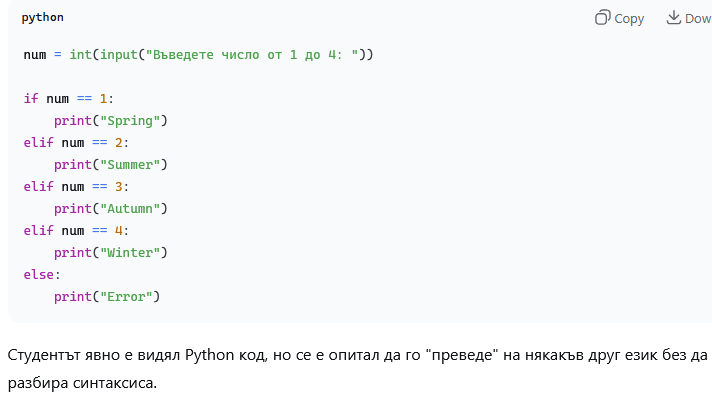 python
Copy
Dow
num = int(input("Въведете число от 1 до 4: "))
if num == 1:
    print("Spring")
elif num == 2:
    print("Summer")
elif num == 3:
    print("Autumn")
elif num == 4:
    print("Winter")
else:
    print("Error")
Студентът явно е видял Python код, но се е опитал да го "преведе" на някакъв друг език без да
разбира синтаксиса.